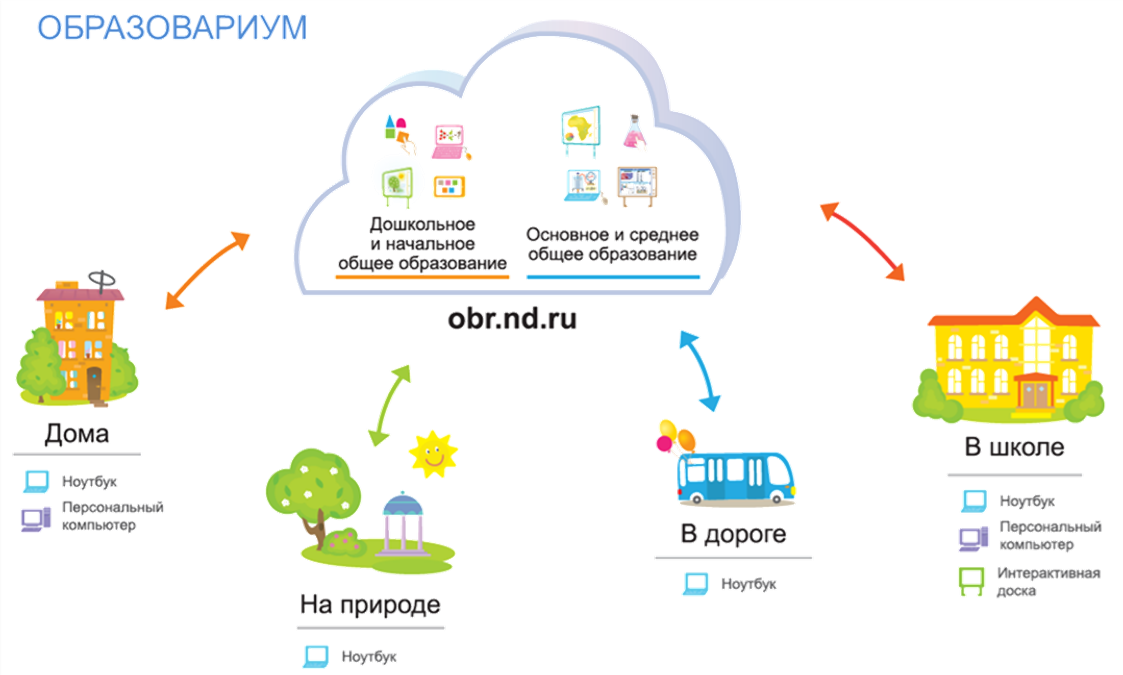 ОБРАЗОВАРИУМ
Дошкольное
и начальное
общее образование
Основное и среднее
общее образование
obr.nd.ru
Дома
Ноутбук
Персональный
компьютер
На природе
Ноутбук
В дороге
Ноутбук
В школе
Ноутбук
Персональный
компьютер
Интерактивная
доска